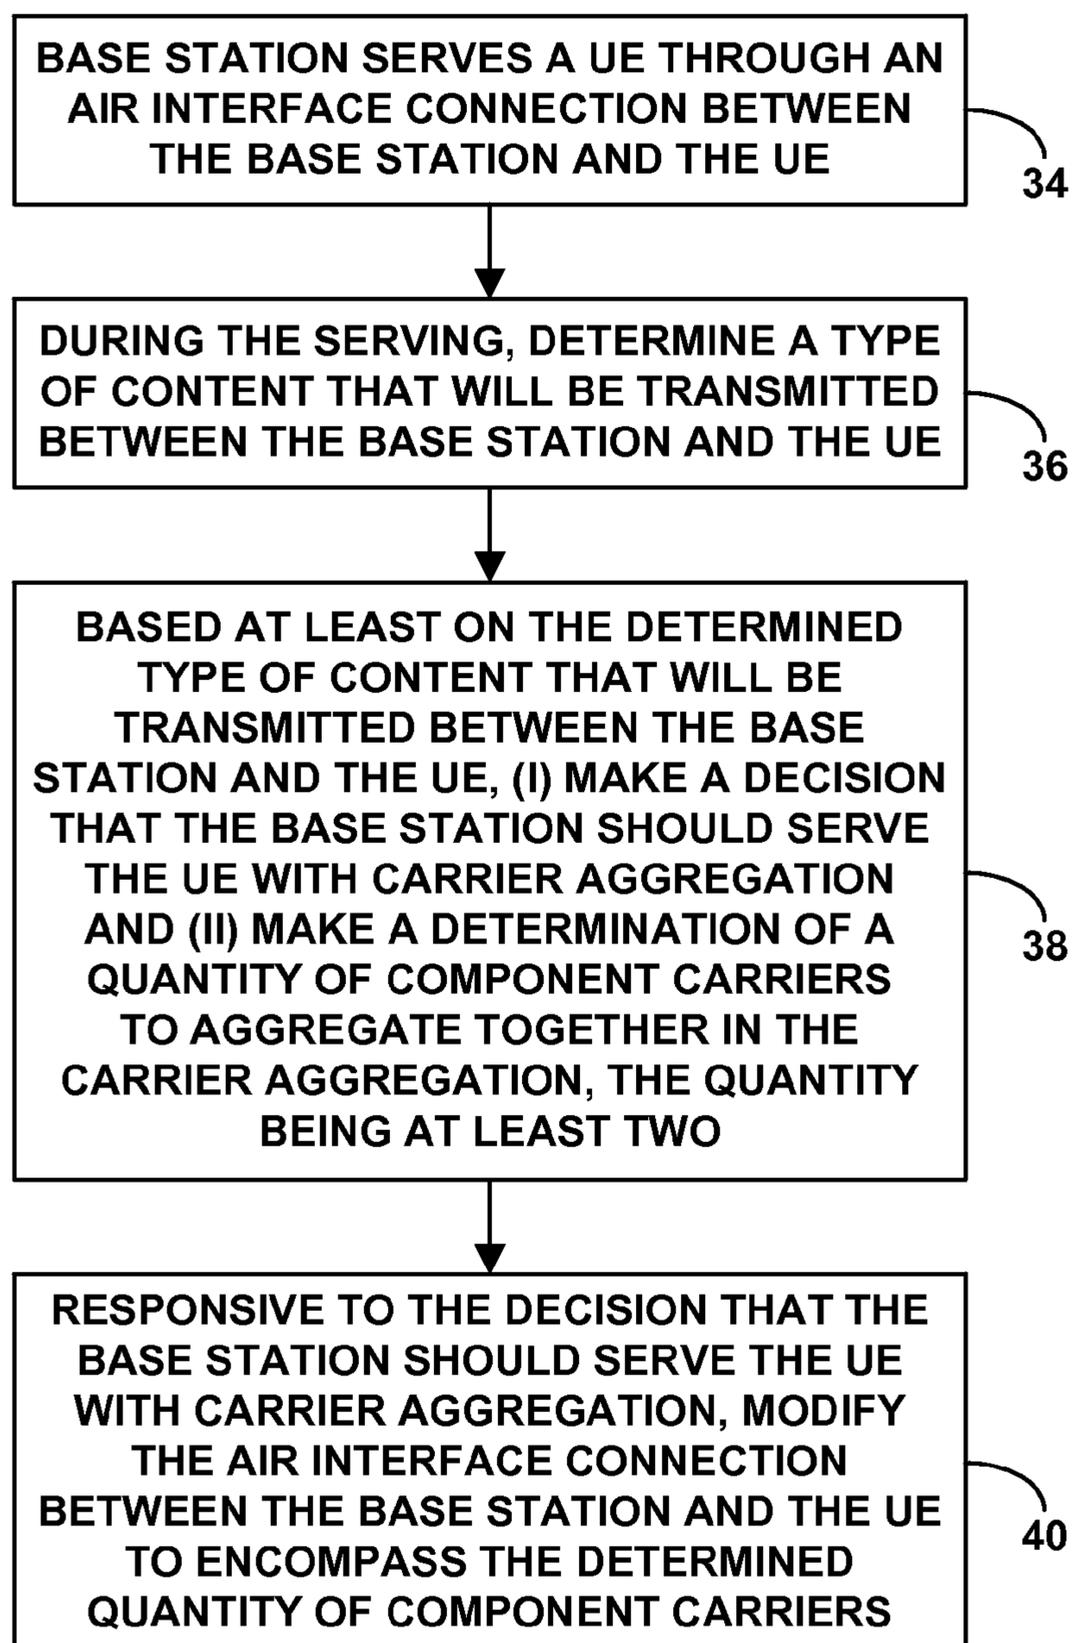 BASE STATION SERVES A UE THROUGH AN
AIR INTERFACE CONNECTION BETWEEN
THE BASE STATION AND THE UE
34
DURING THE SERVING, DETERMINE A TYPE
OF CONTENT THAT WILL BE TRANSMITTED
BETWEEN THE BASE STATION AND THE UE
36
BASED AT LEAST ON THE DETERMINED
TYPE OF CONTENT THAT WILL BE
TRANSMITTED BETWEEN THE BASE
STATION AND THE UE, (I) MAKE A DECISION
THAT THE BASE STATION SHOULD SERVE
THE UE WITH CARRIER AGGREGATION
AND (II) MAKE A DETERMINATION OF A
QUANTITY OF COMPONENT CARRIERS
TO AGGREGATE TOGETHER IN THE
CARRIER AGGREGATION, THE QUANTITY
BEING AT LEAST TWO
38
RESPONSIVE TO THE DECISION THAT THE
BASE STATION SHOULD SERVE THE UE
WITH CARRIER AGGREGATION, MODIFY
THE AIR INTERFACE CONNECTION
BETWEEN THE BASE STATION AND THE UE
TO ENCOMPASS THE DETERMINED
QUANTITY OF COMPONENT CARRIERS
40